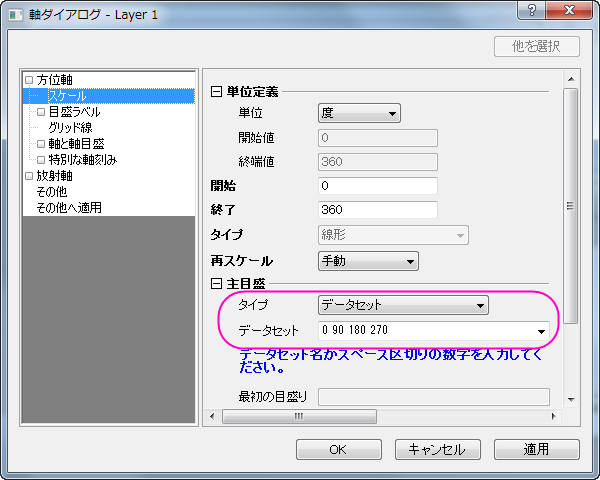 軸ダイアログ - Layer 1
他を選択
方位軸
スケール
目盛ラベル
グリッド線
軸と軸目盛
特別な軸刻み
放射軸
その他
その他へ適用
単位定義
単位 度
開始値 0
終端値 360
開始 0
終了 360
タイプ 線形
再スケール 手動
主目盛
タイプ データセット
データセット 0 90 180 270
データセット名かスペース区切りの数字を入力してく
ださい。
最初の目盛り
OK キャンセル 適用